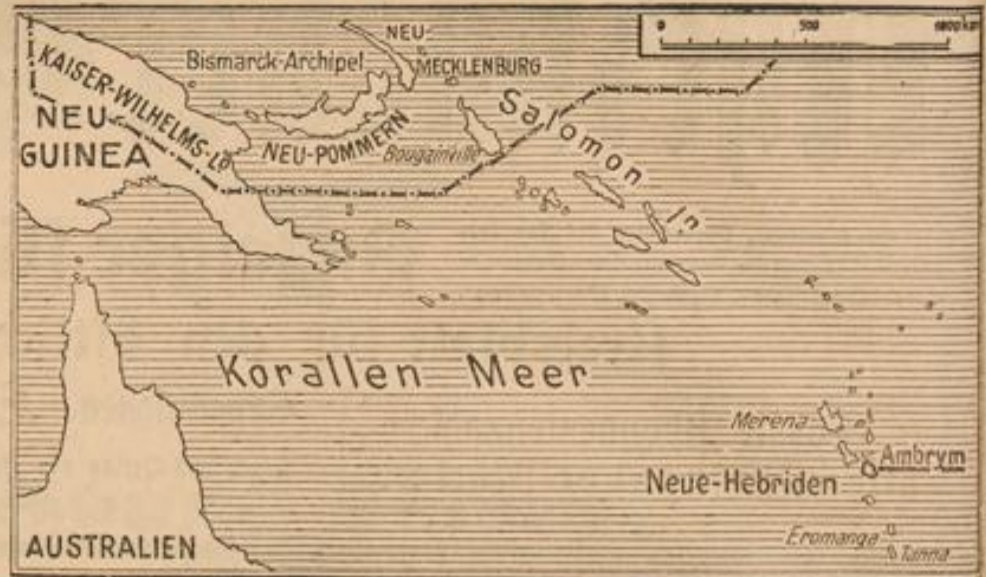 0 500 1000 km
NEU-
MECKLENBURG
Bismarck-Archipel
KAISER-WILHELMS-LD.
NEU
GUINEA
NEU-POMMERN
Bougainville
Salomon In.
Korallen Meer
Merena
Ambrym
Neue-Hebriden
Eromanga
Tanna
AUSTRALIEN